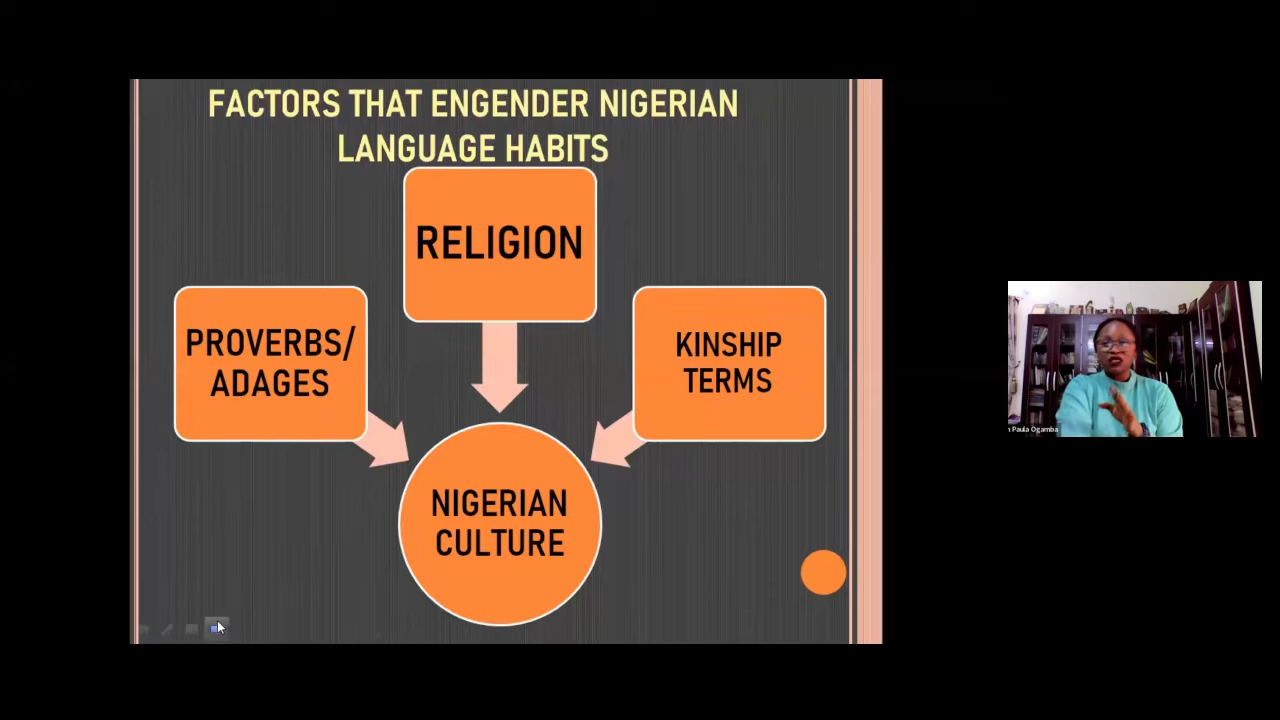 FACTORS THAT ENGENDER NIGERIAN
LANGUAGE HABITS
RELIGION
PROVERBS/
ADAGES
KINSHIP
TERMS
NIGERIAN
CULTURE
Paula Ogamba